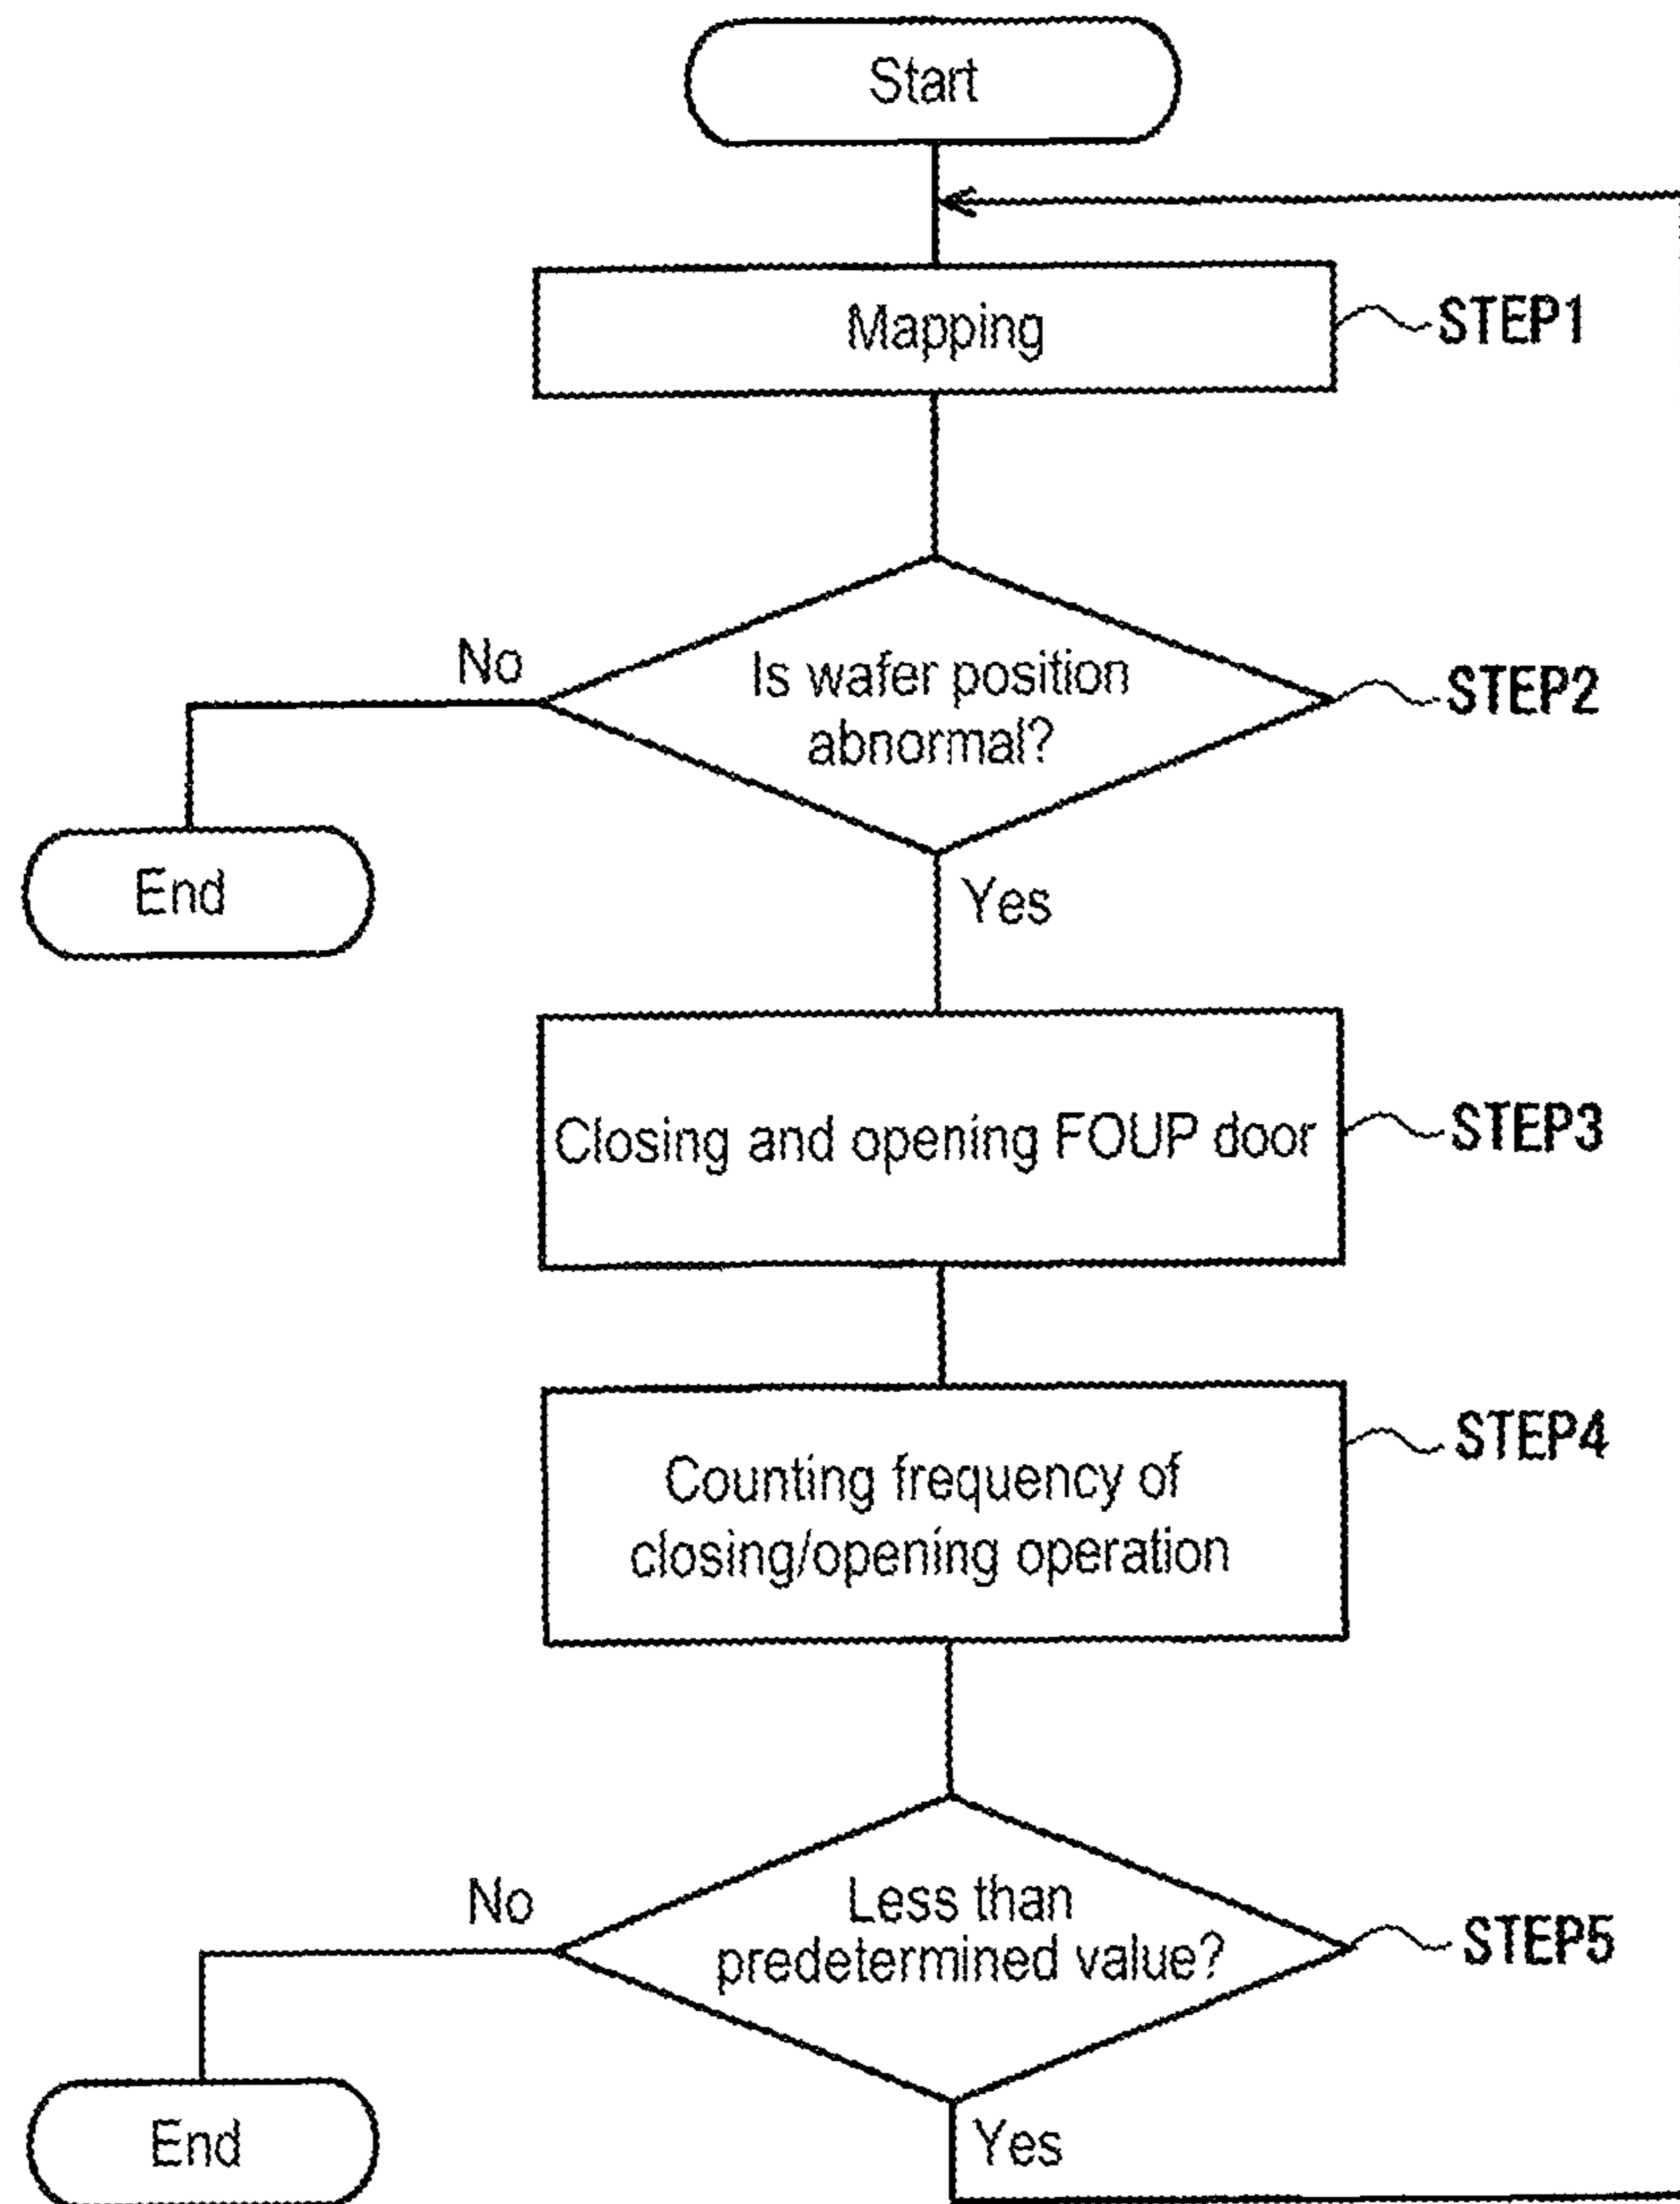 Start
Mapping
STEP1
Is wafer position
abnormal?
STEP2
No
End
Yes
Closing and opening FOUP door
STEP3
Counting frequency of
closing/opening operation
STEP4
Less than
predetermined value?
STEP5
No
End
Yes